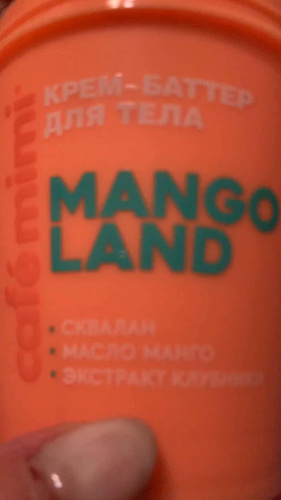 café mimi
КРЕМ-БАТТЕР
ДЛЯ ТЕЛА
MANGO
LAND
• СКВАЛАН
• МАСЛО МАНГО
• ЭКСТРАКТ КЛУБНИКИ